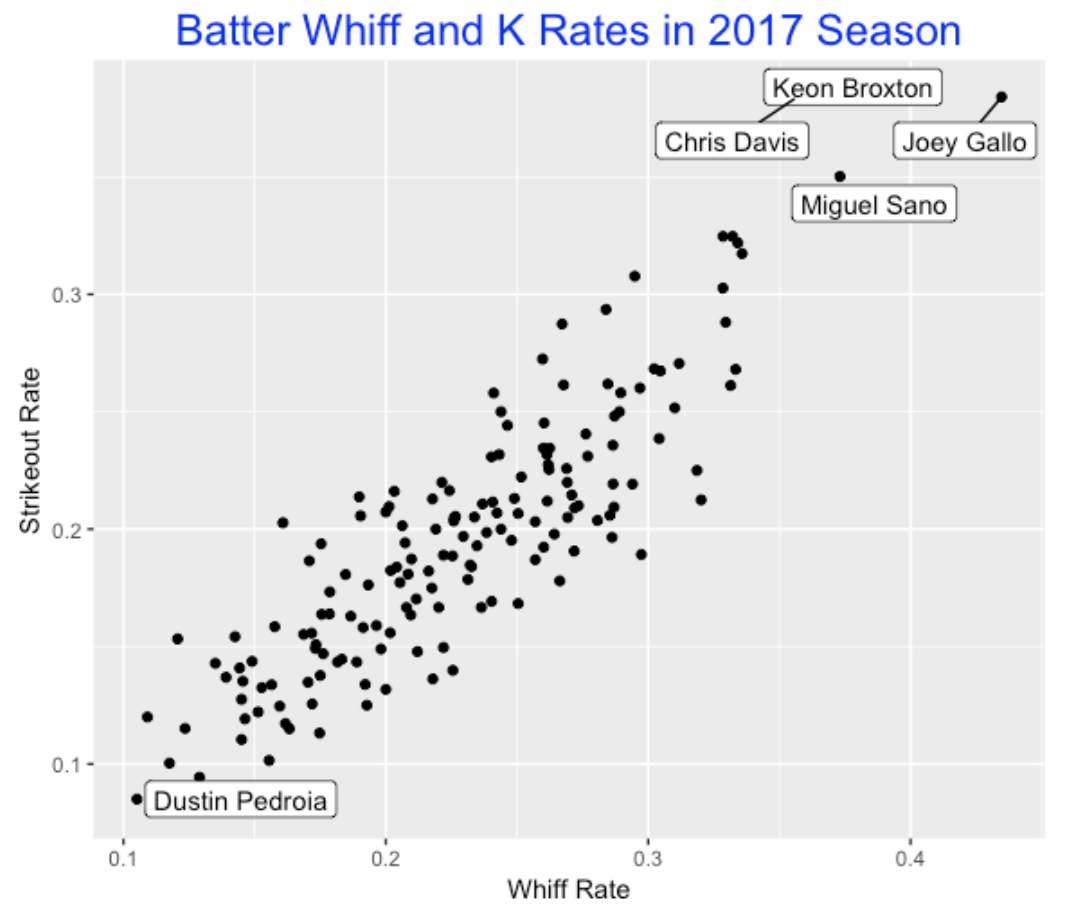 Batter Whiff and K Rates in 2017 Season
Keon Broxton
Chris Davis
Joey Gallo
Miguel Sano
0.3
Strikeout Rate
0.2
0.1
Dustin Pedroia
0.1
0.2
0.3
0.4
Whiff Rate